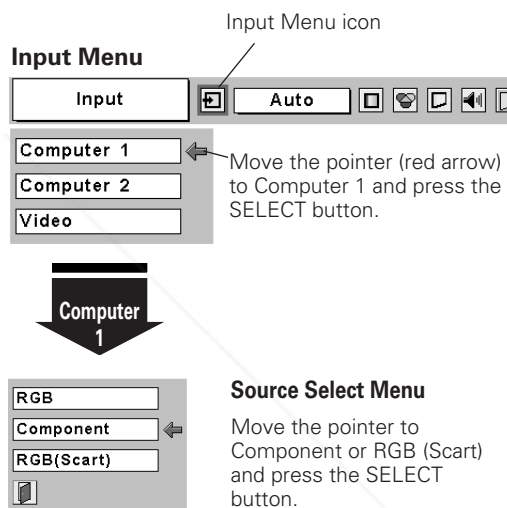 Input Menu icon
Input Menu
Input
Auto
Computer 1
Computer 2
Video
Move the pointer (red arrow)
to Computer 1 and press the
SELECT button.
Computer
1
RGB
Component
RGB(Scart)
Source Select Menu
Move the pointer to
Component or RGB (Scart)
and press the SELECT
button.